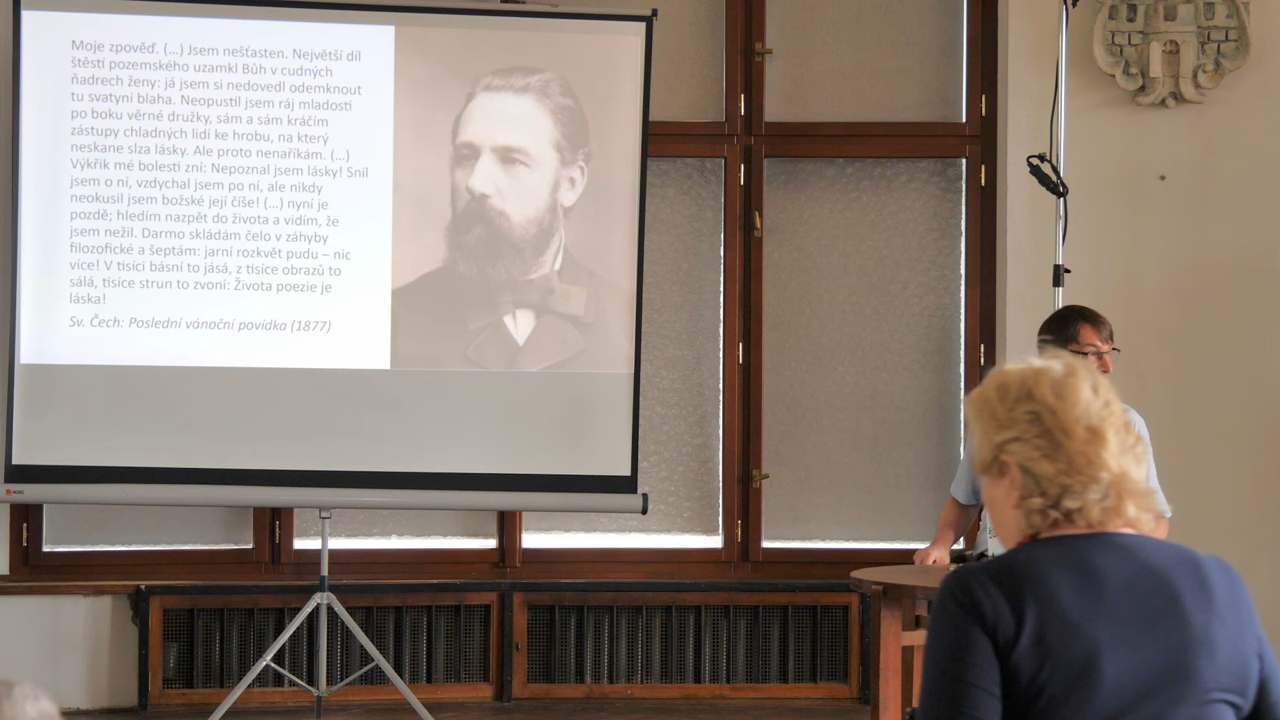 Moje zpověď. (...) Jsem nešťasten. Největší díl
štěstí pozemského uzamkl Bůh v cudných
ňadrech ženy: já jsem si nedovedl odemknout
tu svatyni blaha. Neopustil jsem ráj mladosti
po boku věrné družky, sám a sám kráčím
zástupy chladných lidí ke hrobu, na který
neskane slza lásky. Ale proto nenaříkám. (...)
Výkřik mé bolesti zní: Nepoznal jsem lásky! Snil
jsem o ní, vzdychal jsem po ní, ale nikdy
neokusil jsem božské její číše! (...) nyní je
pozdě; hledím nazpět do života a vidím, že
jsem nežil. Darmo skládám čelo v záhyby
filozofické a šeptám: jarní rozkvět pudu – nic
více! V tisíci básní to jásá, z tisíce obrazů to
sálá, tisíce strun to zvoní: Života poezie je
láska!
Sv. Čech: Poslední vánoční povídka (1877)